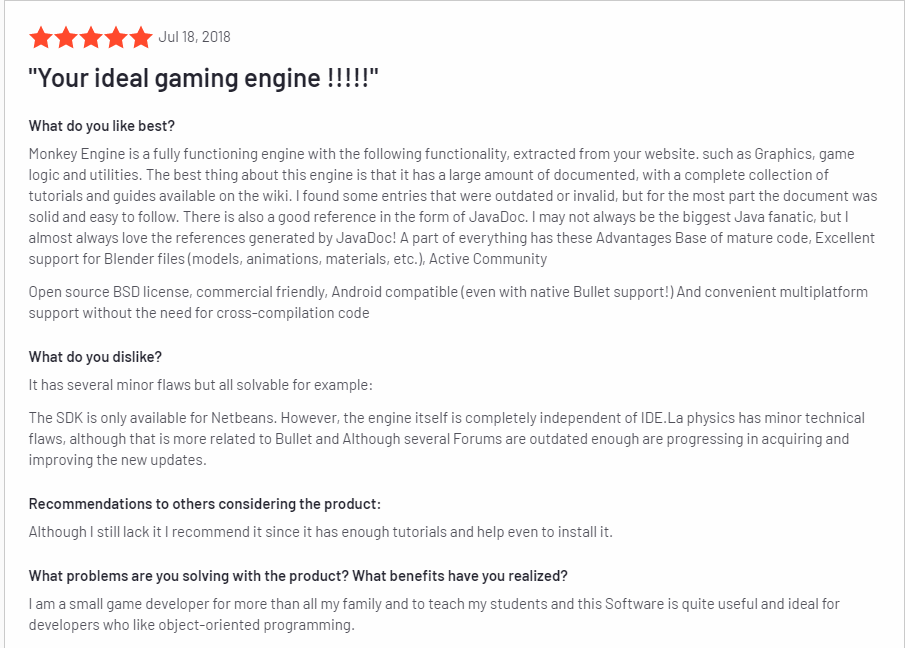 Jul 18, 2018
"Your ideal gaming engine !!!!!"
What do you like best?
Monkey Engine is a fully functioning engine with the following functionality, extracted from your website. such as Graphics, game
logic and utilities. The best thing about this engine is that it has a large amount of documented, with a complete collection of
tutorials and guides available on the wiki. I found some entries that were outdated or invalid, but for the most part the document was
solid and easy to follow. There is also a good reference in the form of JavaDoc. I may not always be the biggest Java fanatic, but I
almost always love the references generated by JavaDoc! A part of everything has these Advantages Base of mature code, Excellent
support for Blender files (models, animations, materials, etc.), Active Community
Open source BSD license, commercial friendly, Android compatible (even with native Bullet support!) And convenient multiplatform
support without the need for cross-compilation code
What do you dislike?
It has several minor flaws but all solvable for example:
The SDK is only available for Netbeans. However, the engine itself is completely independent of IDE.La physics has minor technical
flaws, although that is more related to Bullet and Although several Forums are outdated enough are progressing in acquiring and
improving the new updates.
Recommendations to others considering the product:
Although I still lack it I recommend it since it has enough tutorials and help even to install it.
What problems are you solving with the product? What benefits have you realized?
I am a small game developer for more than all my family and to teach my students and this Software is quite useful and ideal for
developers who like object-oriented programming.